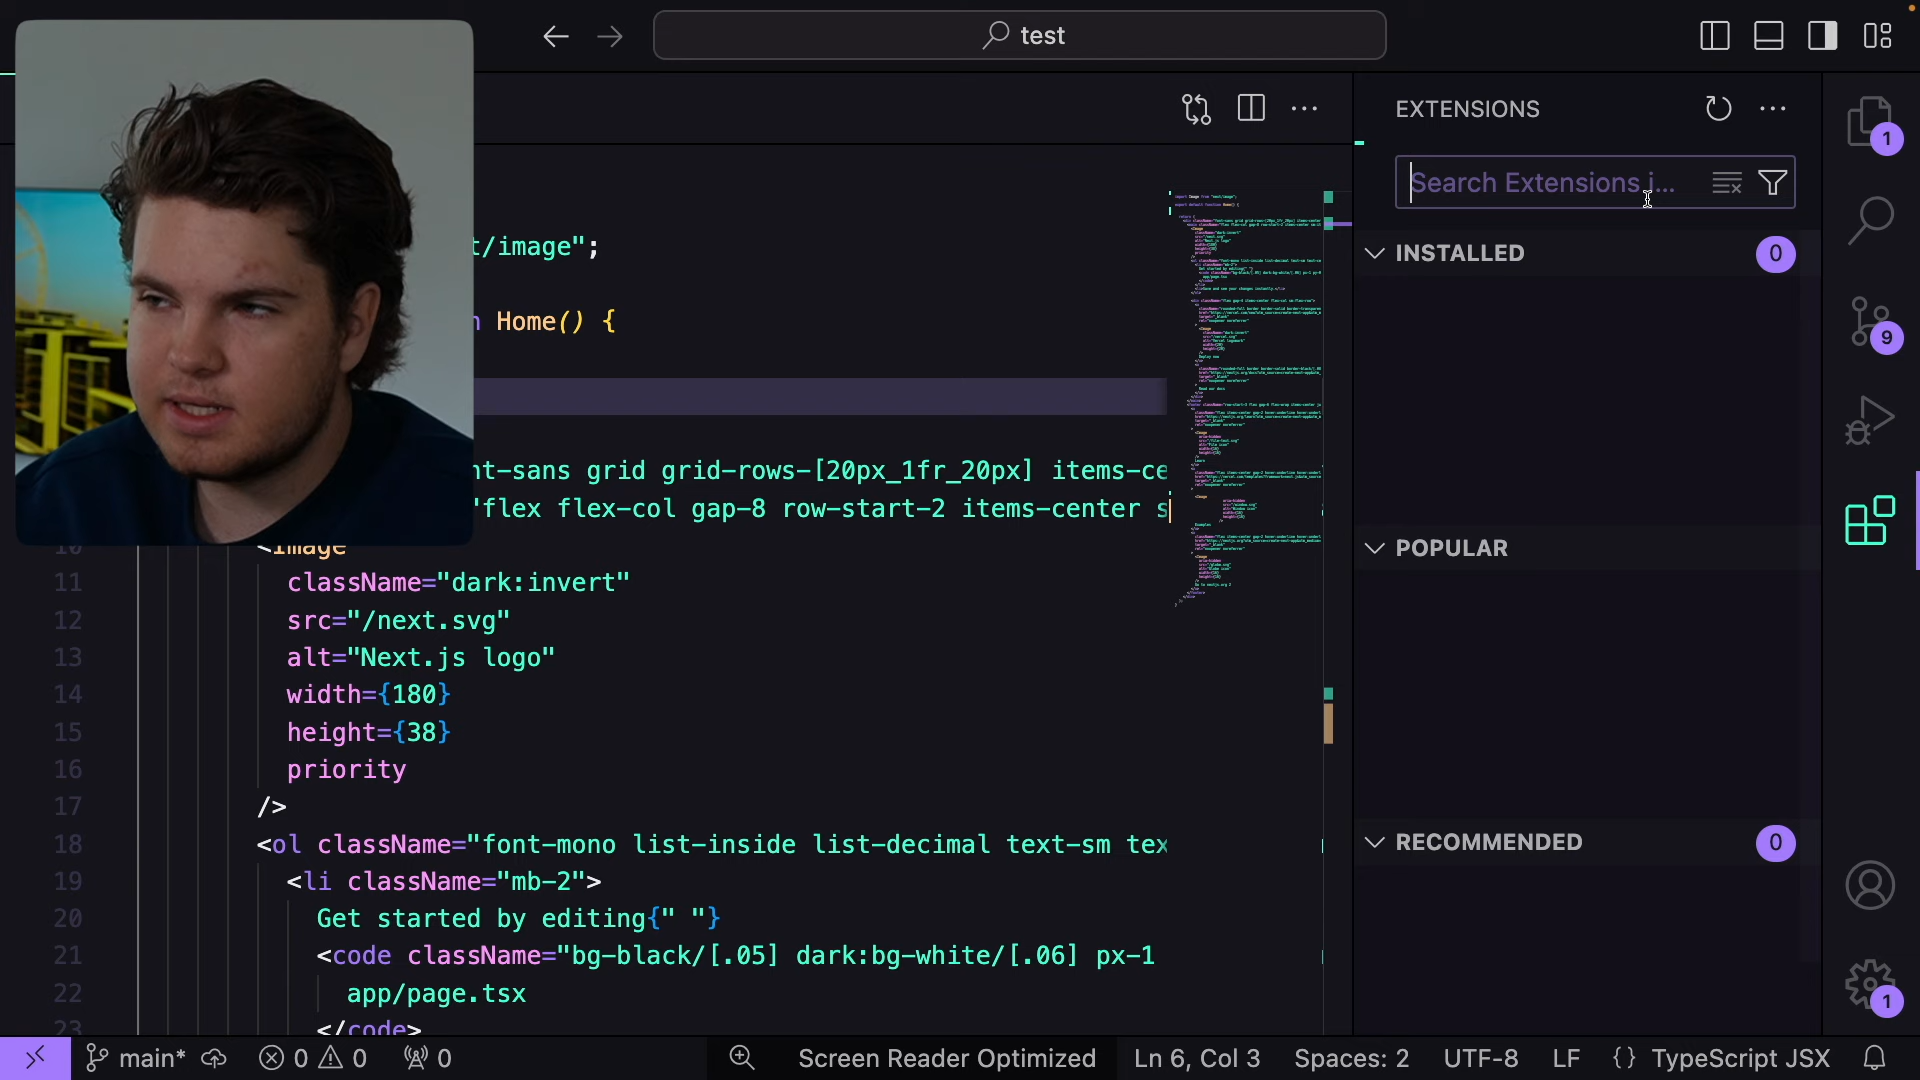 test
EXTENSIONS
1
Search Extensions i...
INSTALLED
0
t/image";
n Home() {
9
nt-sans grid grid-rows-[20px_1fr_20px] items-ce
"flex flex-col gap-8 row-start-2 items-center s
POPULAR
10 <Image
11 className="dark:invert"
12 src="/next.svg"
13 alt="Next.js logo"
14 width={180}
15 height={38}
16 priority
17 />
18 <ol className="font-mono list-inside list-decimal text-sm tex
RECOMMENDED
0
19 <li className="mb-2">
20 Get started by editing{" "}
21 <code className="bg-black/[.05] dark:bg-white/[.06] px-1
22 app/page.tsx
23 </code>
1
main* 0 0 0 Screen Reader Optimized Ln 6, Col 3 Spaces: 2 UTF-8 LF {} TypeScript JSX